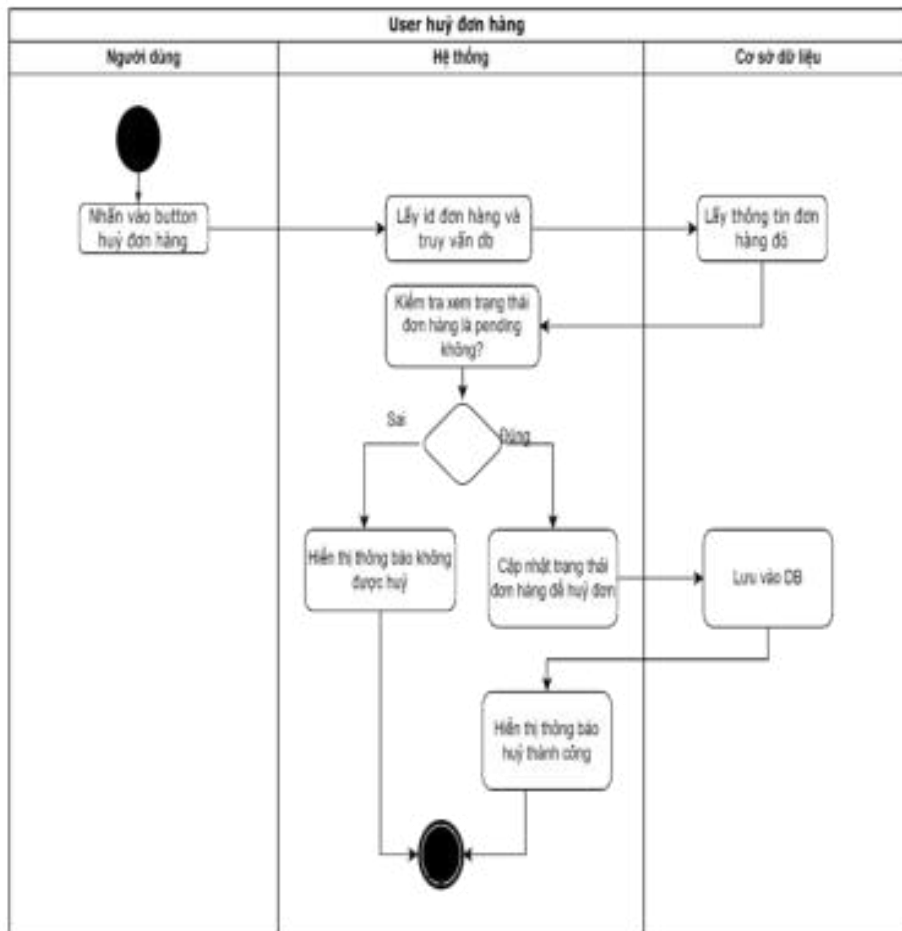 User huỷ đơn hàng
Người dùng
Hệ thống
Cơ sở dữ liệu
Nhấn vào button
huỷ đơn hàng
Lấy id đơn hàng và
truy vấn db
Lấy thông tin đơn
hàng đó
Kiểm tra xem trạng thái
đơn hàng là pending
không?
Sai
Đúng
Hiển thị thông báo không
được huỷ
Cập nhật trạng thái
đơn hàng để huỷ đơn
Lưu vào DB
Hiển thị thông báo
huỷ thành công